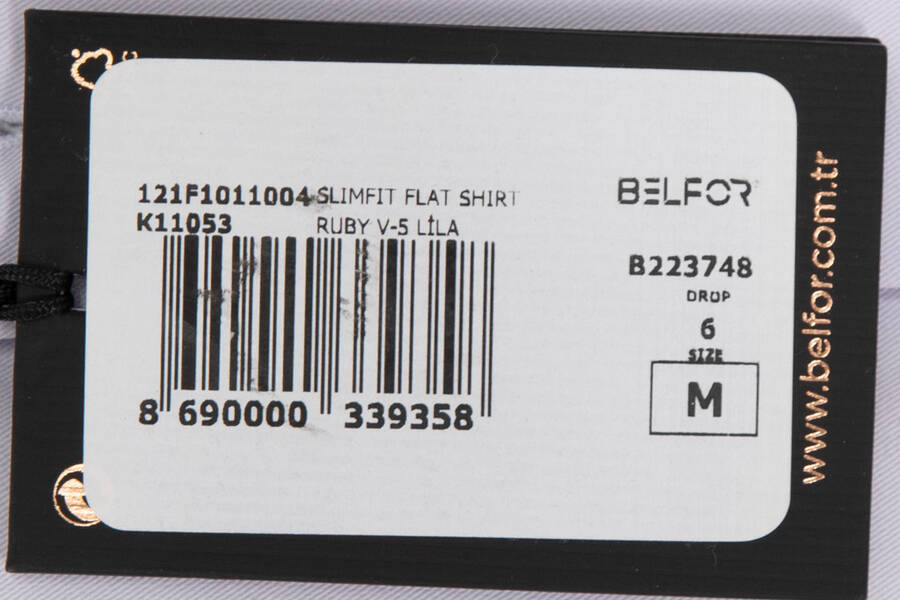 121F1011004 SLIMFIT FLAT SHIRT
K11053 RUBY V-5 LİLA
8 690000 339358
BELFOR
B223748
DROP
6
SIZE
M
www.belfor.com.tr